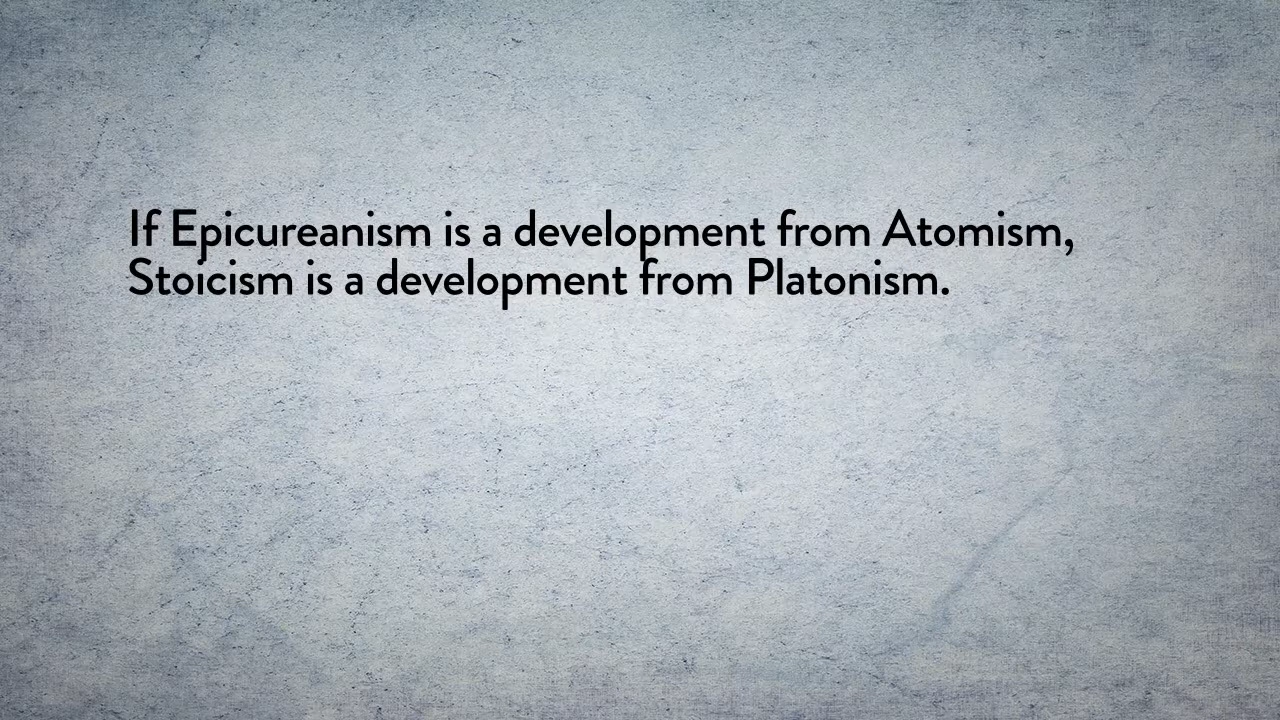 If Epicureanism is a development from Atomism,
Stoicism is a development from Platonism.